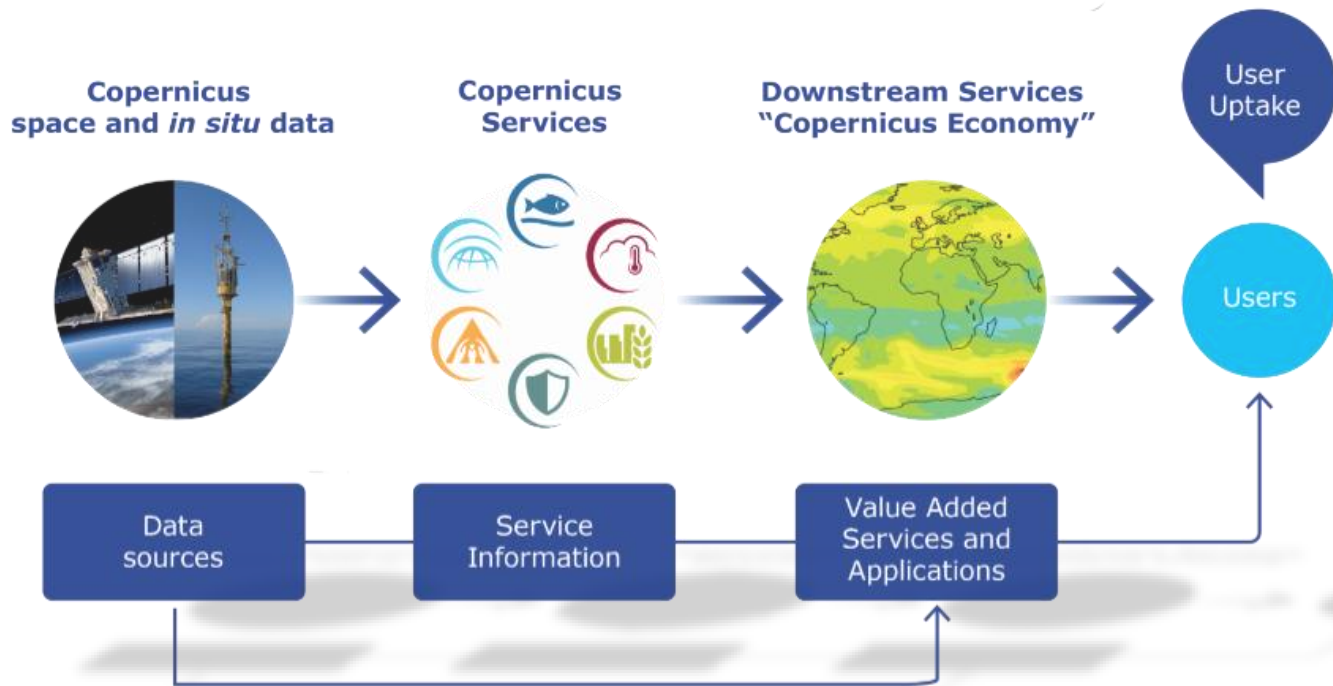 Copernicus
space and in situ data
Copernicus
Services
Downstream Services
“Copernicus Economy”
User
Uptake
Users
Data
sources
Service
Information
Value Added
Services and
Applications